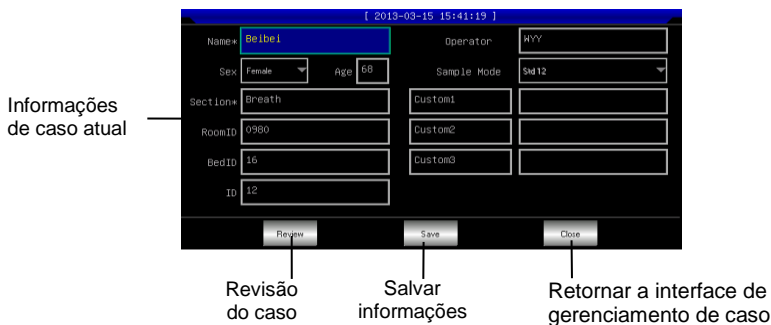 [ 2013-03-15 15:41:19 ]
Name* Beibei Operator WYY
Sex Female Age 68 Sample Mode Std 12
Section* Breath Custom1
RoomID 0980 Custom2
BedID 16 Custom3
ID 12
Review Save Close
Informações
de caso atual
Revisão
do caso
Salvar
informações
Retornar a interface de
gerenciamento de caso